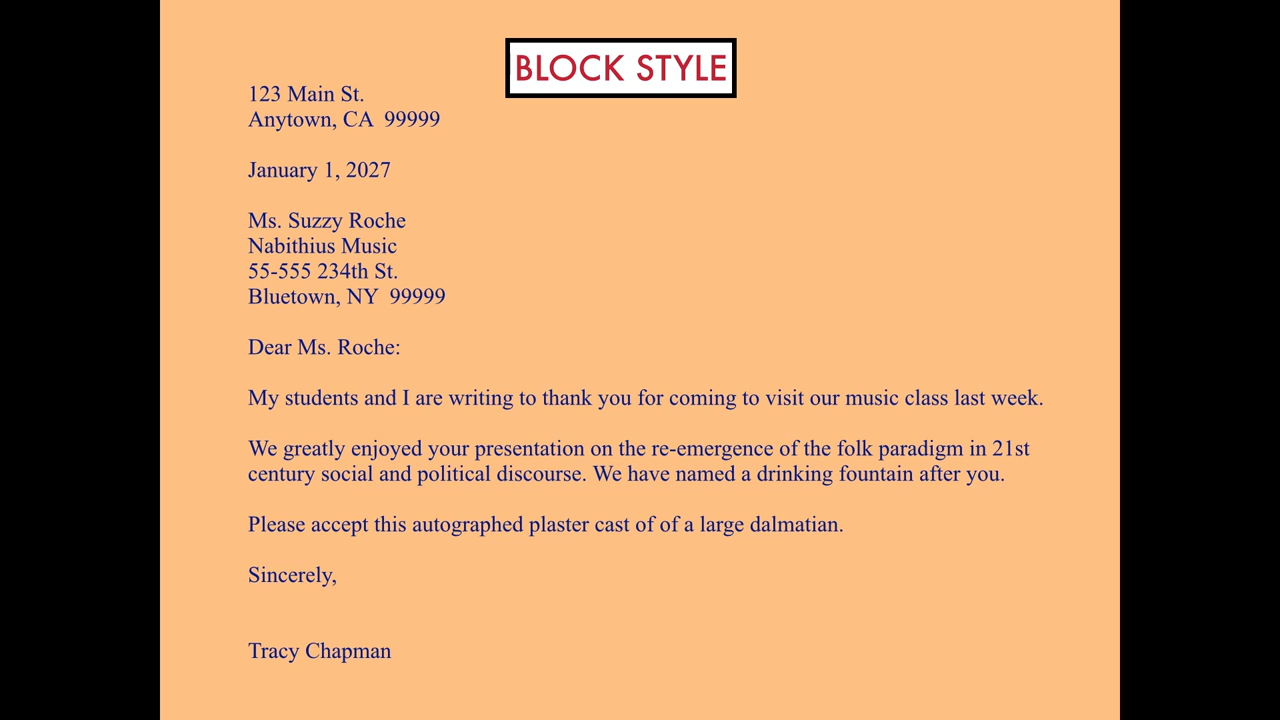 BLOCK STYLE
123 Main St.
Anytown, CA  99999
January 1, 2027
Ms. Suzzy Roche
Nabithius Music
55-555 234th St.
Bluetown, NY  99999
Dear Ms. Roche:
My students and I are writing to thank you for coming to visit our music class last week.
We greatly enjoyed your presentation on the re-emergence of the folk paradigm in 21st
century social and political discourse. We have named a drinking fountain after you.
Please accept this autographed plaster cast of of a large dalmatian.
Sincerely,
Tracy Chapman